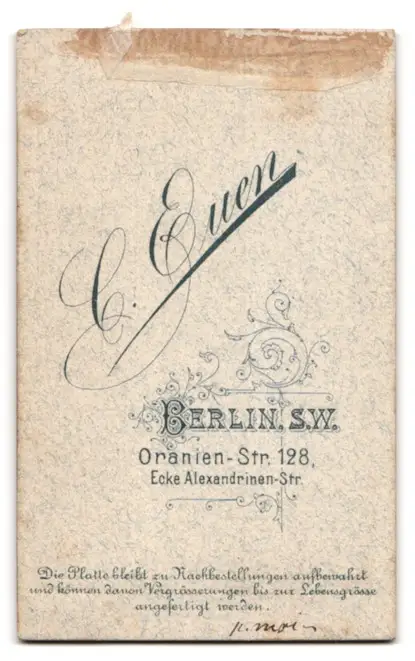 C. Euen
BERLIN, S.W.
Oranien-Str. 128,
Ecke Alexandrinen-Str.
Die Platte bleibt zu Nachbestellungen aufbewahrt
und können davon Vergrösserungen bis zur Lebensgrösse
angefertigt werden.